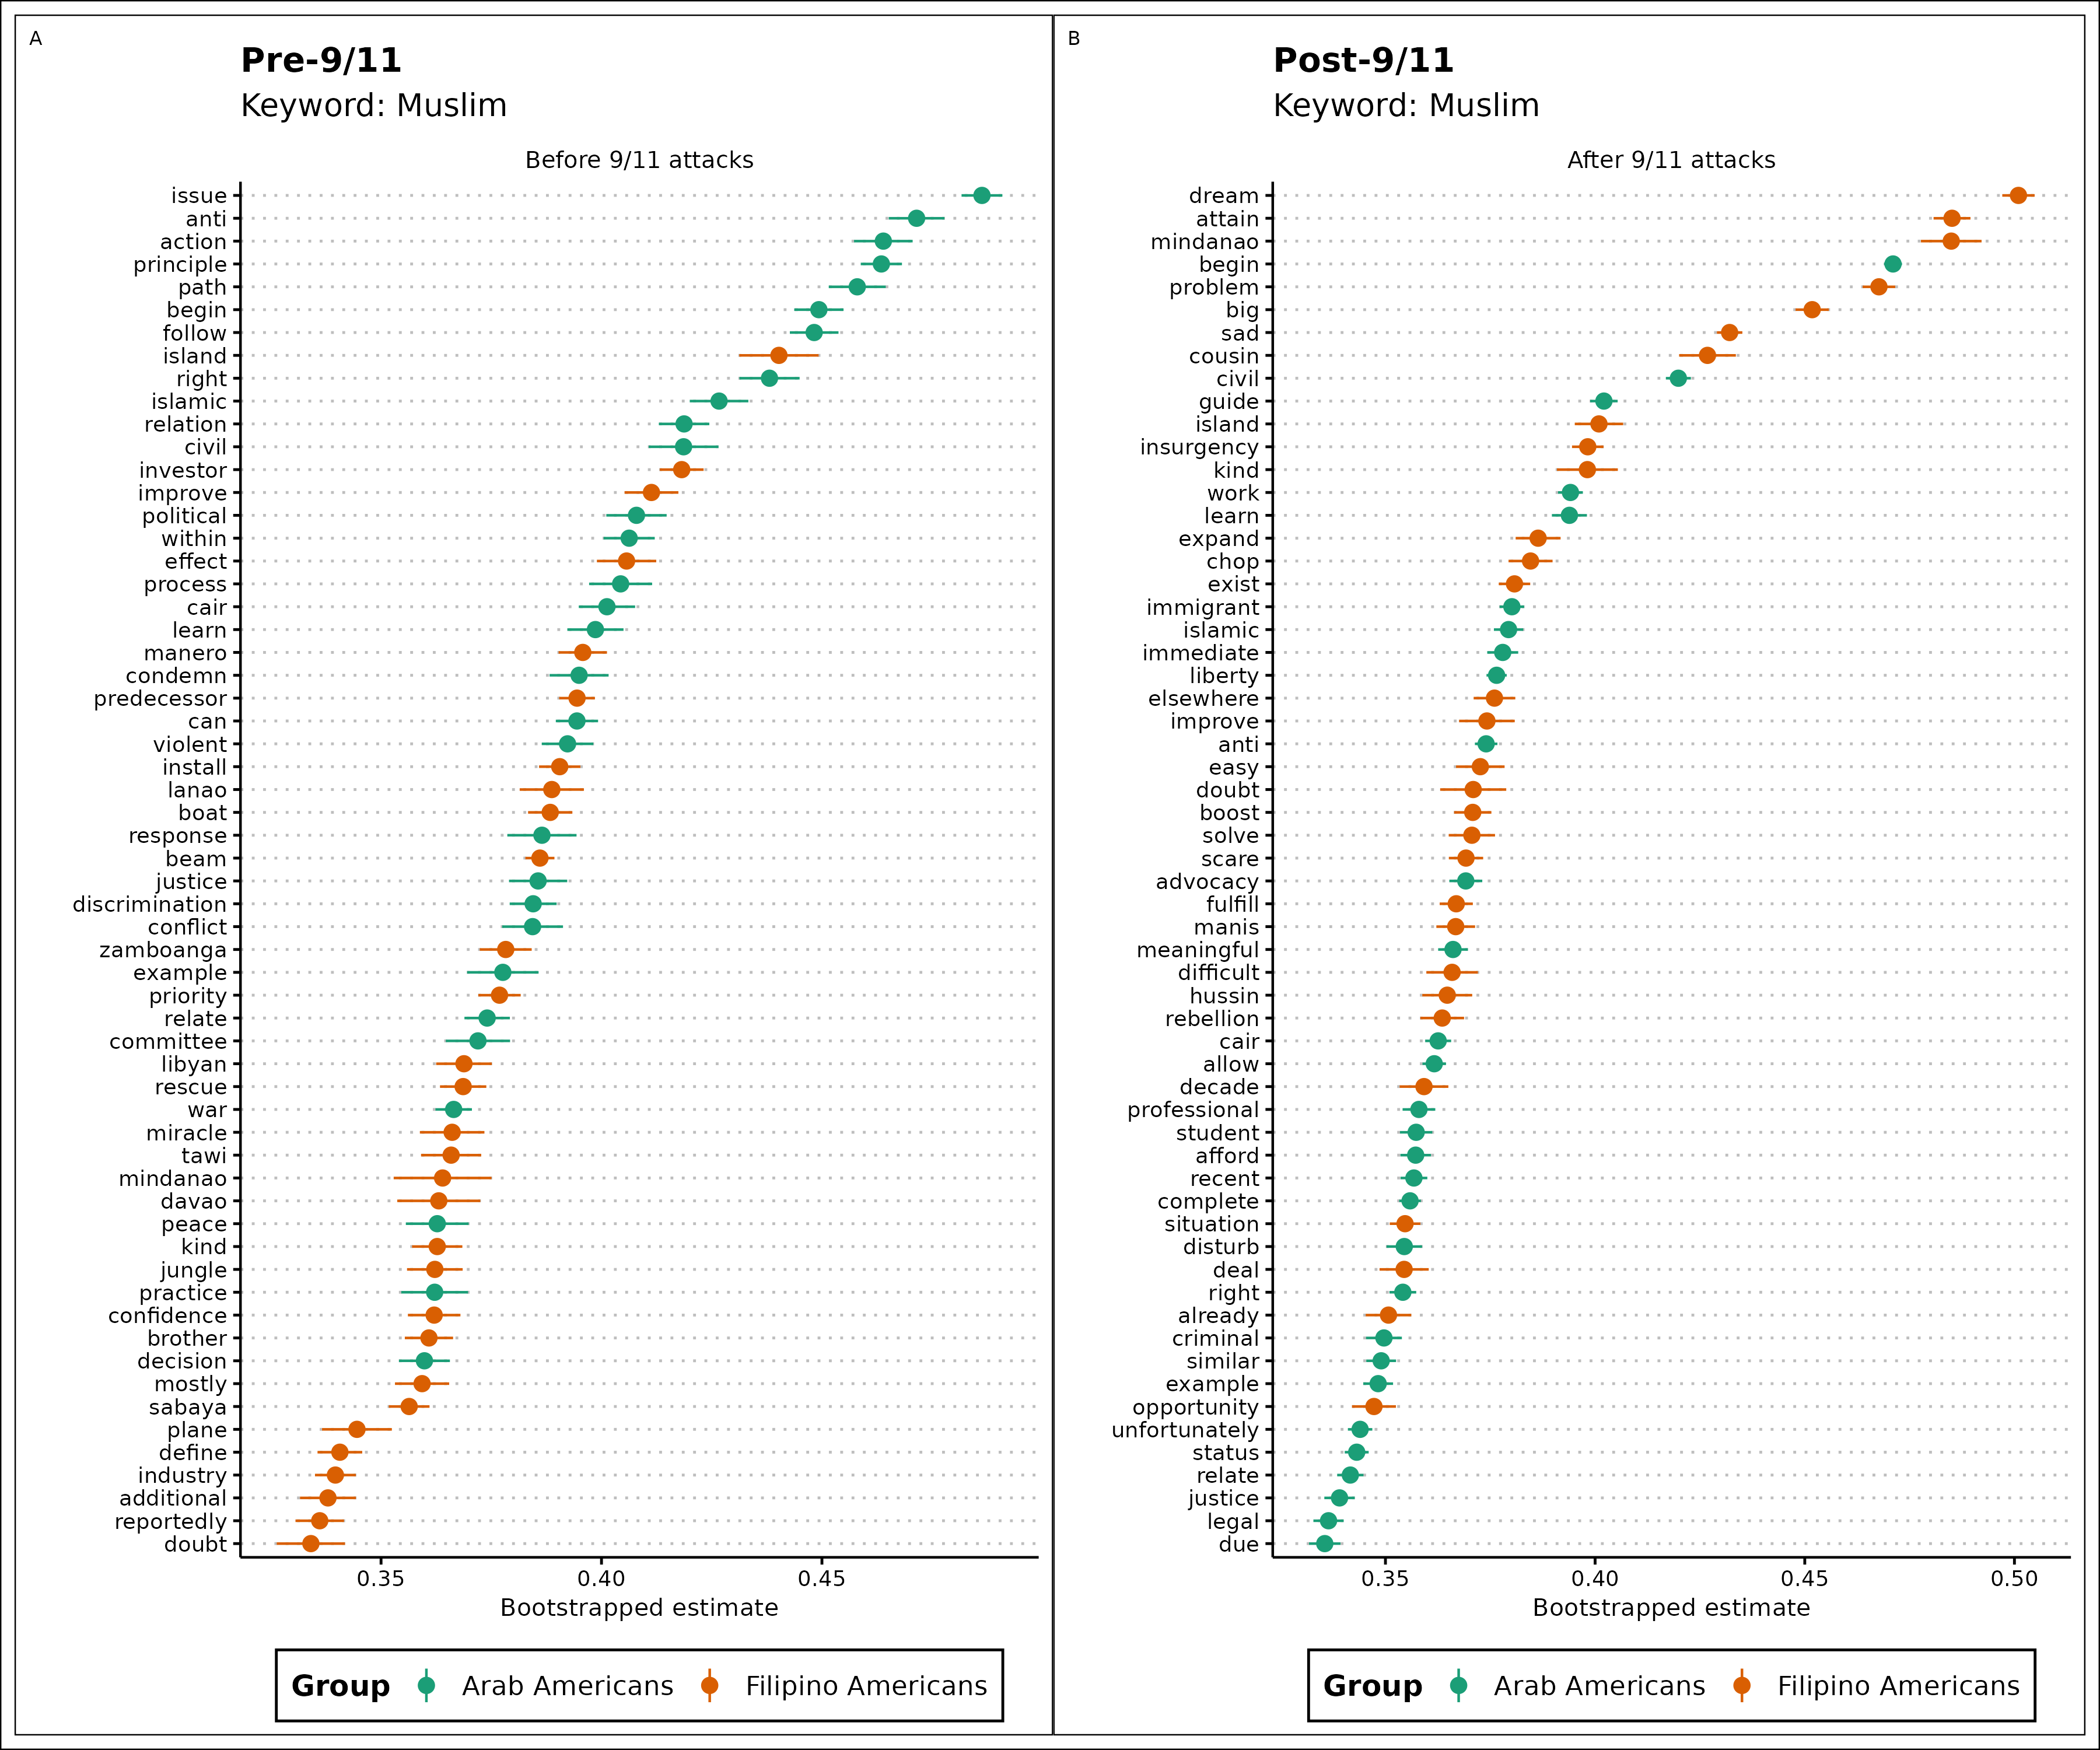 A
Pre-9/11
Keyword: Muslim
Before 9/11 attacks
issue
anti
action
principle
path
begin
follow
island
right
islamic
relation
civil
investor
improve
political
within
effect
process
cair
learn
manero
condemn
predecessor
can
violent
install
lanao
boat
response
beam
justice
discrimination
conflict
zamboanga
example
priority
relate
committee
libyan
rescue
war
miracle
tawi
mindanao
davao
peace
kind
jungle
practice
confidence
brother
decision
mostly
sabaya
plane
define
industry
additional
reportedly
doubt
0.35 0.40 0.45
Bootstrapped estimate
Group Arab Americans Filipino Americans
B
Post-9/11
Keyword: Muslim
After 9/11 attacks
dream
attain
mindanao
begin
problem
big
sad
cousin
civil
guide
island
insurgency
kind
work
learn
expand
chop
exist
immigrant
islamic
immediate
liberty
elsewhere
improve
anti
easy
doubt
boost
solve
scare
advocacy
fulfill
manis
meaningful
difficult
hussin
rebellion
cair
allow
decade
professional
student
afford
recent
complete
situation
disturb
deal
right
already
criminal
similar
example
opportunity
unfortunately
status
relate
justice
legal
due
0.35 0.40 0.45 0.50
Bootstrapped estimate
Group Arab Americans Filipino Americans